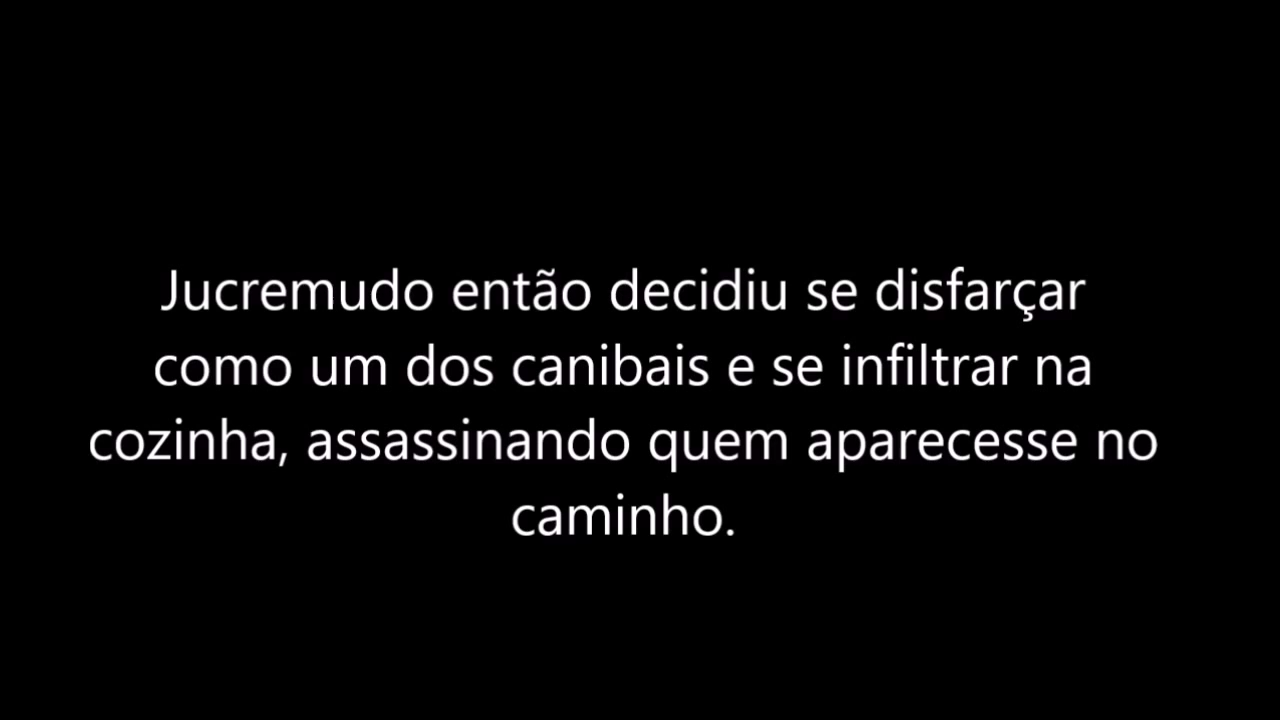 Jucremudo então decidiu se disfarçar
como um dos canibais e se infiltrar na
cozinha, assassinando quem aparecesse no
caminho.